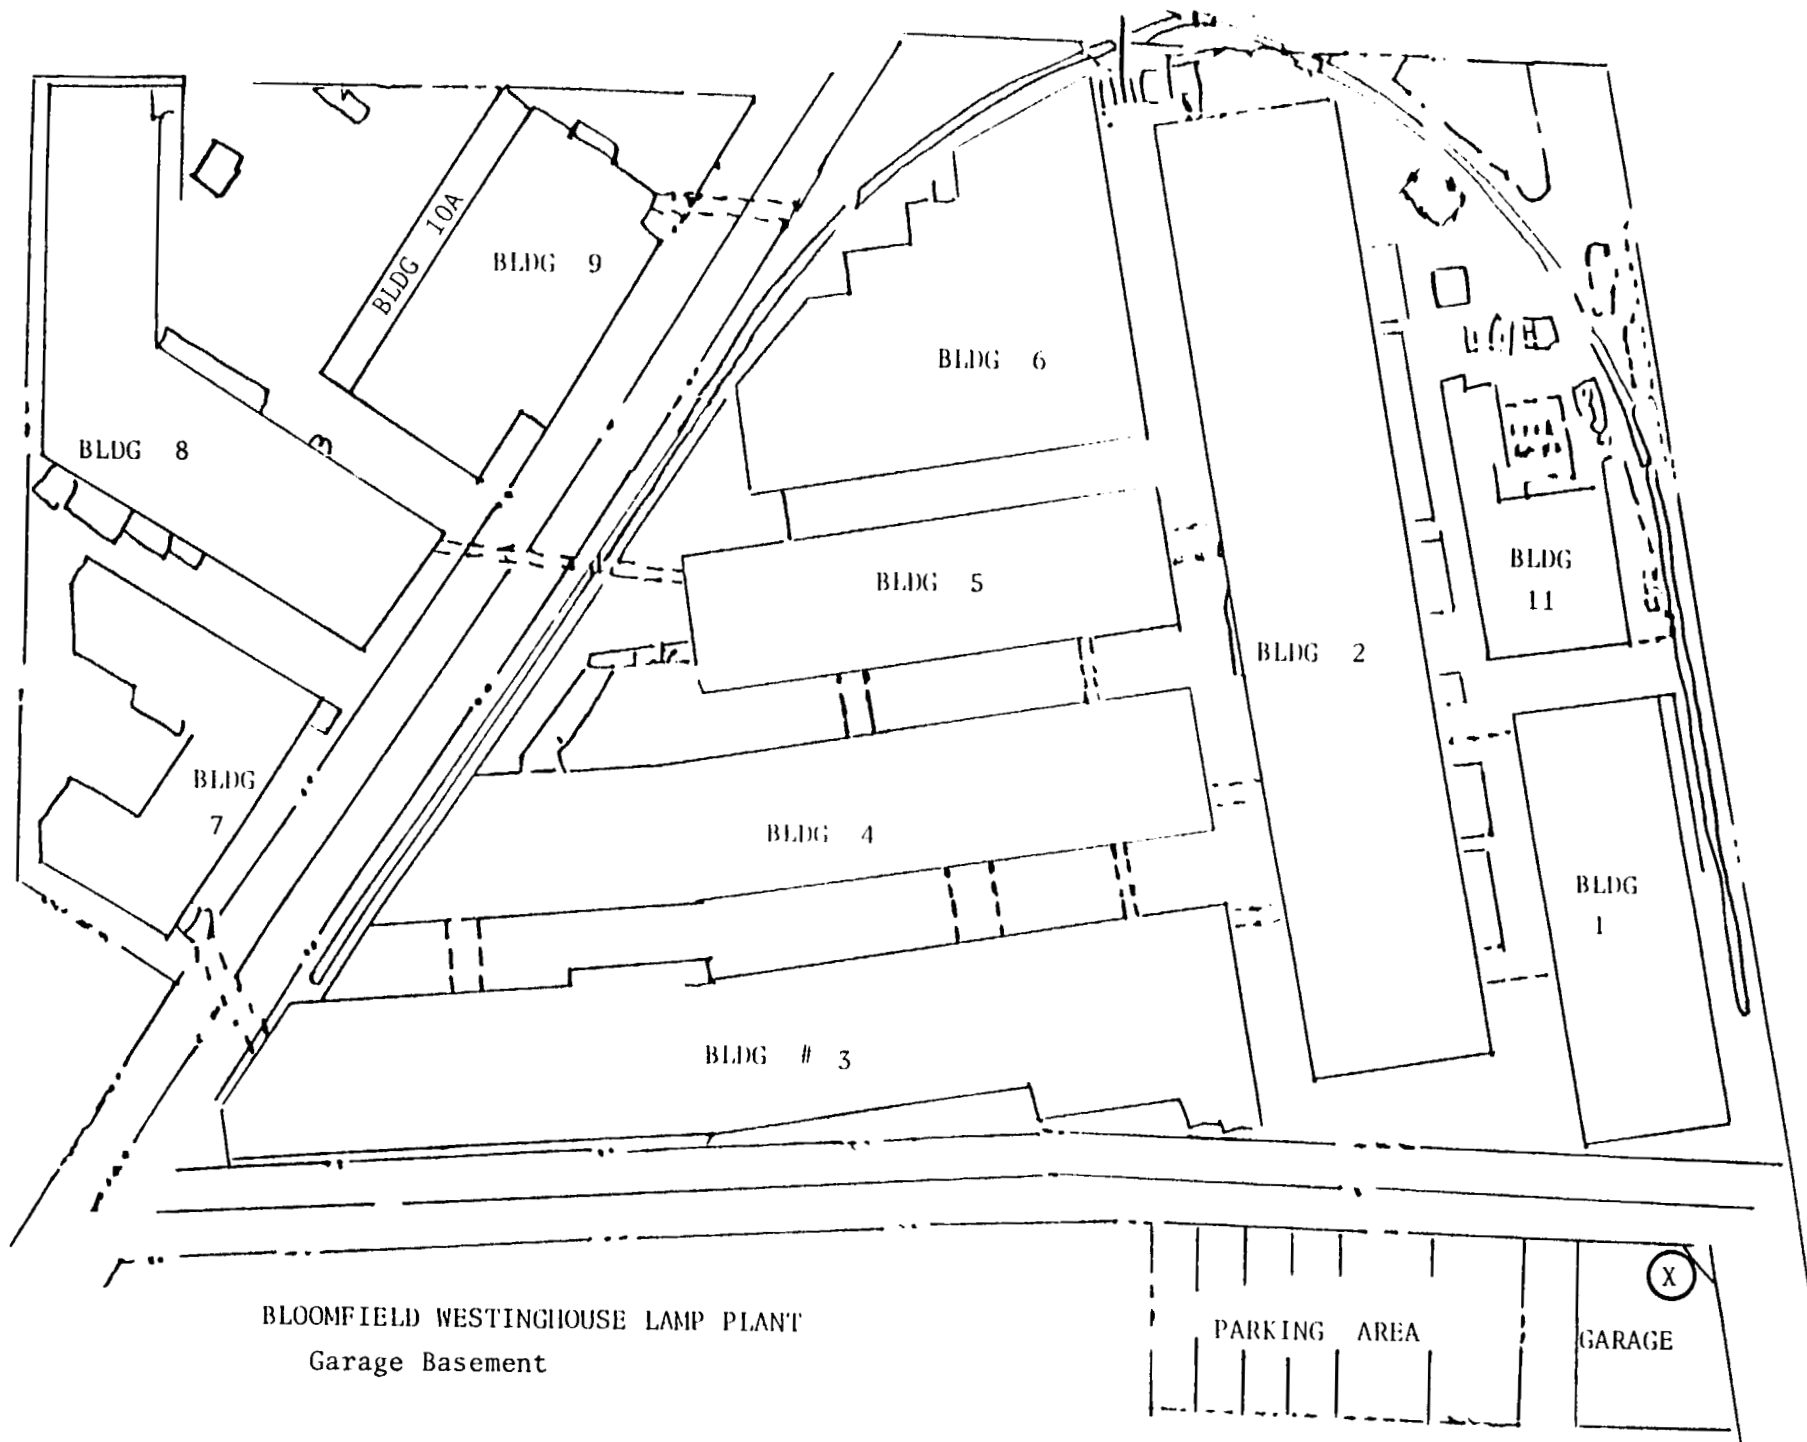 BLDG 10A
BLDG 9
BLDG 6
BLDG 8
BLDG 5
BLDG
11
BLDG 2
BLDG
7
BLDG 4
BLDG
1
BLDG # 3
X
BLOOMFIELD WESTINGHOUSE LAMP PLANT
Garage Basement
PARKING AREA
GARAGE